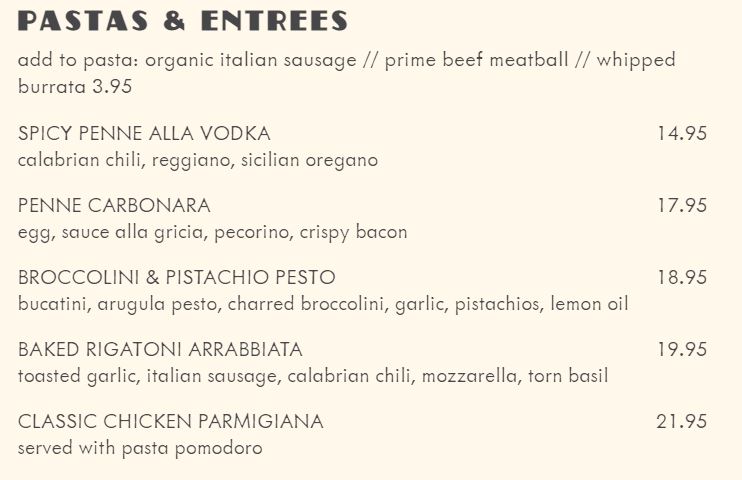 PASTAS & ENTREES
add to pasta: organic italian sausage // prime beef meatball // whipped
burrata 3.95
SPICY PENNE ALLA VODKA 14.95
calabrian chili, reggiano, sicilian oregano
PENNE CARBONARA 17.95
egg, sauce alla gricia, pecorino, crispy bacon
BROCCOLINI & PISTACHIO PESTO 18.95
bucatini, arugula pesto, charred broccolini, garlic, pistachios, lemon oil
BAKED RIGATONI ARRABBIATA 19.95
toasted garlic, italian sausage, calabrian chili, mozzarella, torn basil
CLASSIC CHICKEN PARMIGIANA 21.95
served with pasta pomodoro